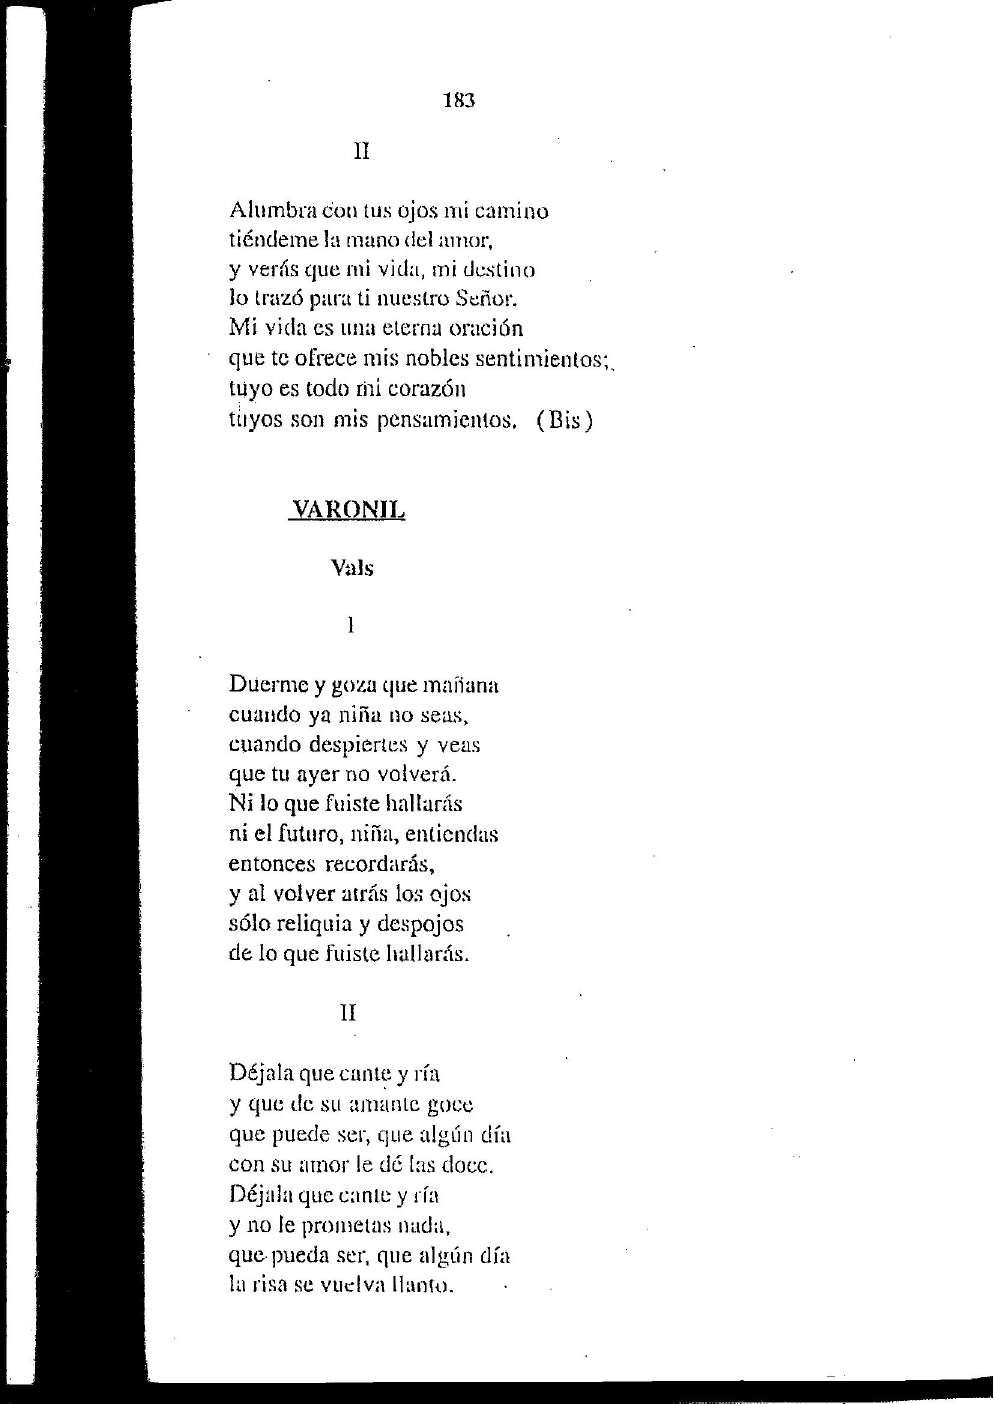 183
II
Alumbra con tus ojos mi camino
tiéndeme la mano del amor,
y verás que mi vida, mi destino
lo trazó para ti nuestro Señor.
Mi vida es una eterna oración
que te ofrece mis nobles sentimientos;
tuyo es todo mi corazón
tuyos son mis pensamientos. (Bis)
VARONIL
Vals
I
Duerme y goza que mañana
cuando ya niña no seas,
cuando despiertes y veas
que tu ayer no volverá.
Ni lo que fuiste hallarás
ni el futuro, niña, entiendas
entonces recordarás,
y al volver atrás los ojos
sólo reliquia y despojos
de lo que fuiste hallarás.
II
Déjala que cante y ría
y que de su amante goce
que puede ser, que algún día
con su amor le dé las doce.
Déjala que cante y ría
y no le prometas nada,
que pueda ser, que algún día
la risa se vuelva llanto.